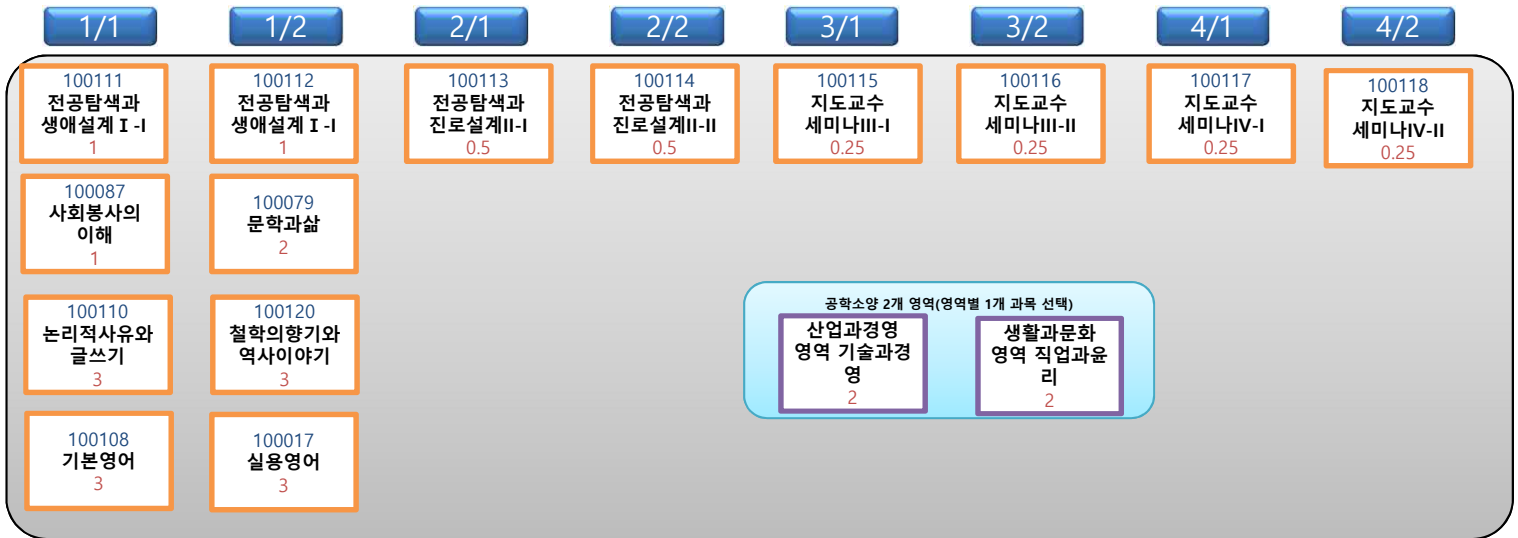 1/1
1/2
2/1
2/2
3/1
3/2
4/1
4/2
100111
전공탐색과
생애설계 I -I
1
100112
전공탐색과
생애설계 I -I
1
100113
전공탐색과
진로설계II-I
0.5
100114
전공탐색과
진로설계II-II
0.5
100115
지도교수
세미나III-I
0.25
100116
지도교수
세미나III-II
0.25
100117
지도교수
세미나IV-I
0.25
100118
지도교수
세미나IV-II
0.25
100087
사회봉사의
이해
1
100079
문학과삶
2
100110
논리적사유와
글쓰기
3
100120
철학의향기와
역사이야기
3
공학소양 2개 영역(영역별 1개 과목 선택)
산업과경영
영역 기술과경
영
2
생활과문화
영역 직업과윤
리
2
100108
기본영어
3
100017
실용영어
3